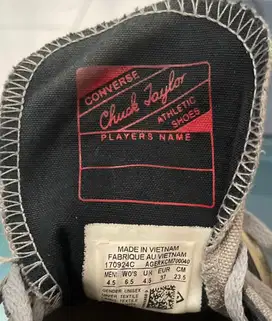 CONVERSE
Chuck Taylor
ATHLETIC
SHOES
PLAYERS NAME
MADE IN VIETNAM
FABRIQUE AU VIETNAM
170924C
MEN: WO'S UK EUR CM
4.5 6.5 4.5 37 23.5